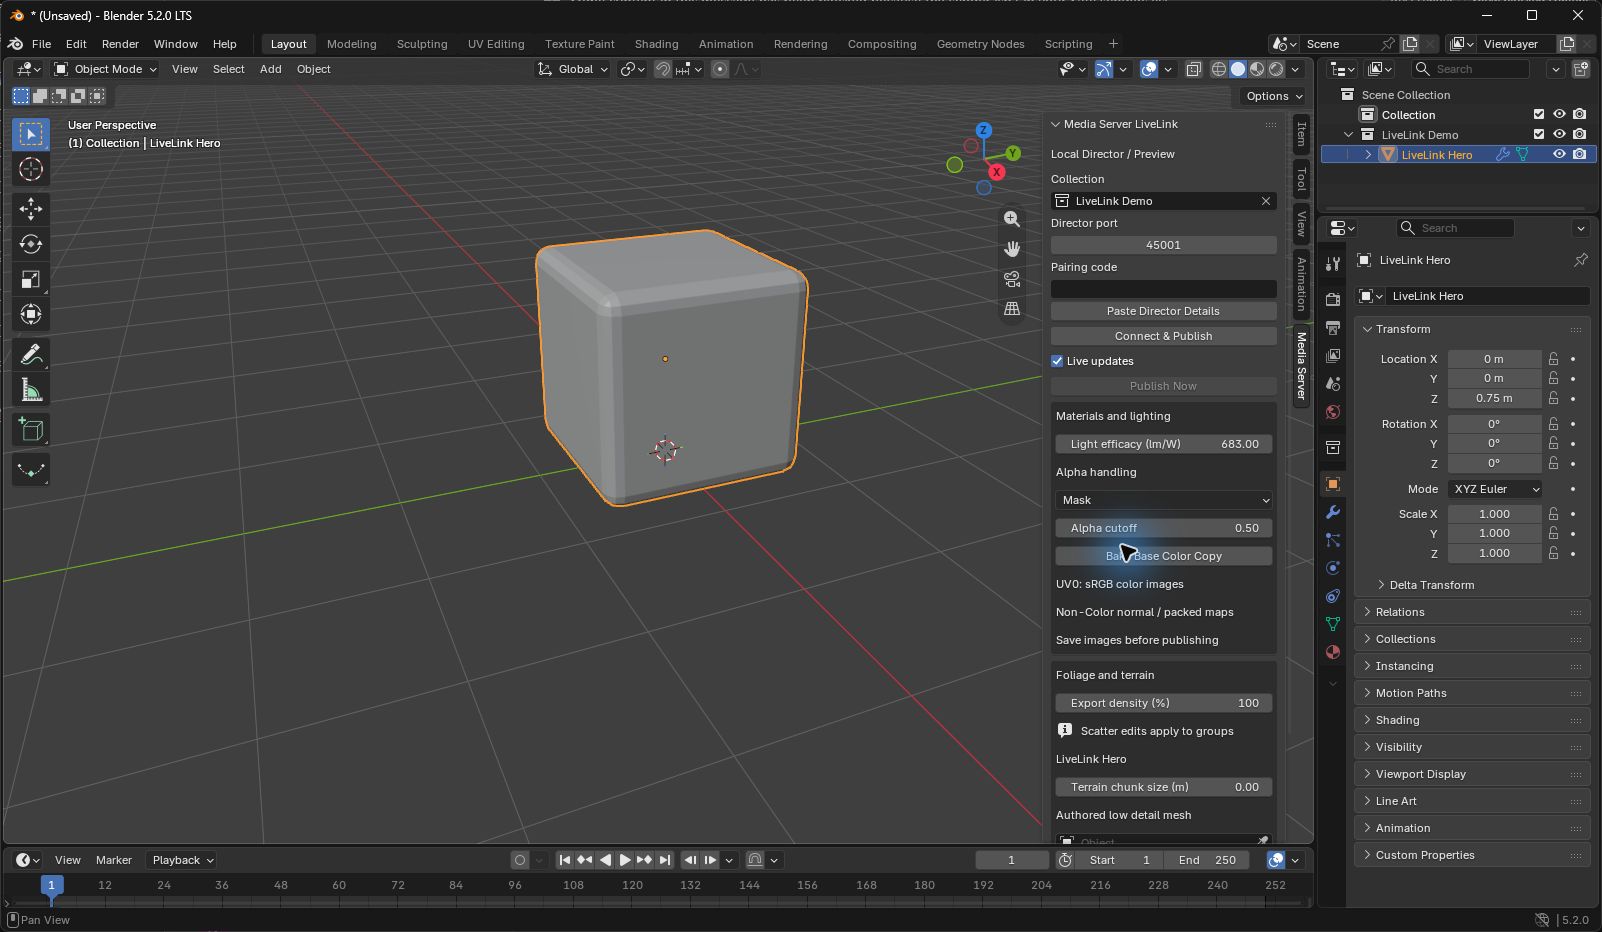 * (Unsaved) - Blender 5.2.0 LTS
File Edit Render Window Help Layout Modeling Sculpting UV Editing Texture Paint Shading Animation Rendering Compositing Geometry Nodes Scripting + Scene ViewLayer
Object Mode View Select Add Object Global Search
Options
User Perspective
(1) Collection | LiveLink Hero
Z
Y
X
Media Server LiveLink
Local Director / Preview
Collection
LiveLink Demo
Director port
45001
Pairing code
Paste Director Details
Connect & Publish
Live updates
Publish Now
Materials and lighting
Light efficacy (lm/W) 683.00
Alpha handling
Mask
Alpha cutoff 0.50
Base Color Copy
UV0: sRGB color images
Non-Color normal / packed maps
Save images before publishing
Foliage and terrain
Export density (%) 100
Scatter edits apply to groups
LiveLink Hero
Terrain chunk size (m) 0.00
Authored low detail mesh
Object
Item
Tool
View
Animation
Media Server
Scene Collection
Collection
LiveLink Demo
LiveLink Hero
Search
LiveLink Hero
LiveLink Hero
Transform
Location X 0 m
Y 0 m
Z 0.75 m
Rotation X 0°
Y 0°
Z 0°
Mode XYZ Euler
Scale X 1.000
Y 1.000
Z 1.000
Delta Transform
Relations
Collections
Instancing
Motion Paths
Shading
Visibility
Viewport Display
Line Art
Animation
Custom Properties
View Marker Playback 1 Start 1 End 250
1 12 24 36 48 60 72 84 96 108 120 132 144 156 168 180 192 204 216 228 240 252
Pan View 5.2.0